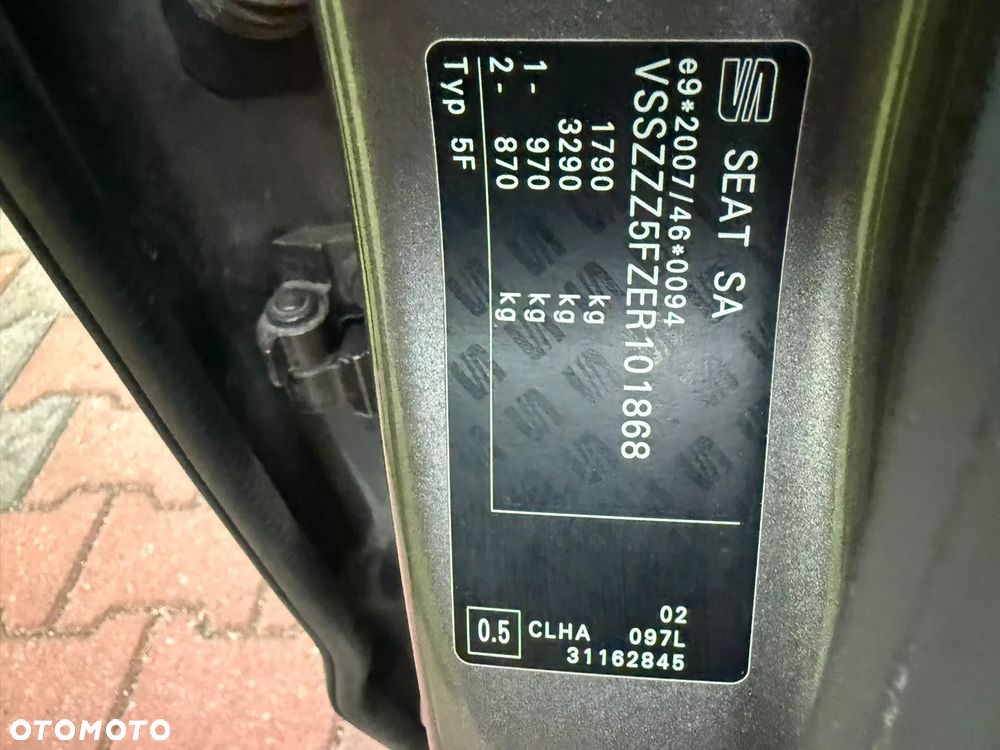 SEAT SA
e9*2007/46*0094
VSSZZZ5FZER101868
1790 kg
3290 kg
1- 970 kg
2- 870 kg
Typ 5F
02
097L
31162845
0.5 CLHA
OTOMOTO